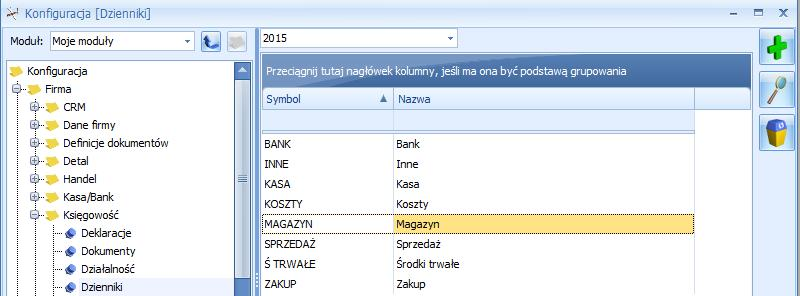 Konfiguracja [Dzienniki]
Moduł: Moje moduły
Konfiguracja
Firma
CRM
Dane firmy
Definicje dokumentów
Detal
Handel
Kasa/Bank
Księgowość
Deklaracje
Dokumenty
Działalność
Dzienniki
2015
Przeciągnij tutaj nagłówek kolumny, jeśli ma ona być podstawą grupowania
Symbol Nazwa
BANK Bank
INNE Inne
KASA Kasa
KOSZTY Koszty
MAGAZYN Magazyn
SPRZEDAŻ Sprzedaż
Ś TRWAŁE Środki trwałe
ZAKUP Zakup